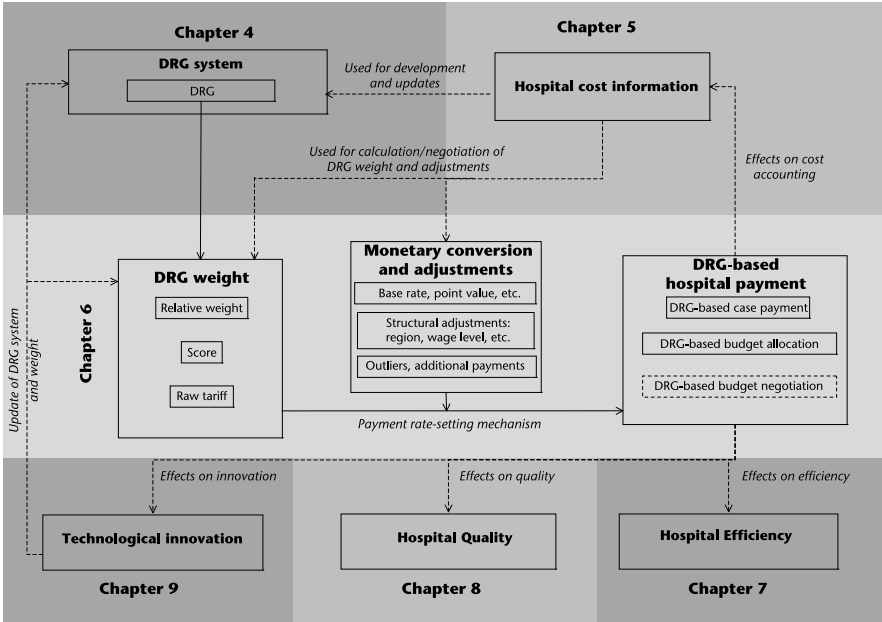 Chapter 4
Chapter 5
DRG system
DRG
Used for development
and updates
Hospital cost information
Used for calculation/negotiation of
DRG weight and adjustments
Effects on cost
accounting
Chapter 6
DRG weight
Relative weight
Score
Raw tariff
Monetary conversion
and adjustments
Base rate, point value, etc.
Structural adjustments:
region, wage level, etc.
Outliers, additional payments
DRG-based
hospital payment
DRG-based case payment
DRG-based budget allocation
DRG-based budget negotiation
Payment rate-setting mechanism
Update of DRG system
and weight
Effects on innovation
Effects on quality
Effects on efficiency
Technological innovation
Hospital Quality
Hospital Efficiency
Chapter 9
Chapter 8
Chapter 7